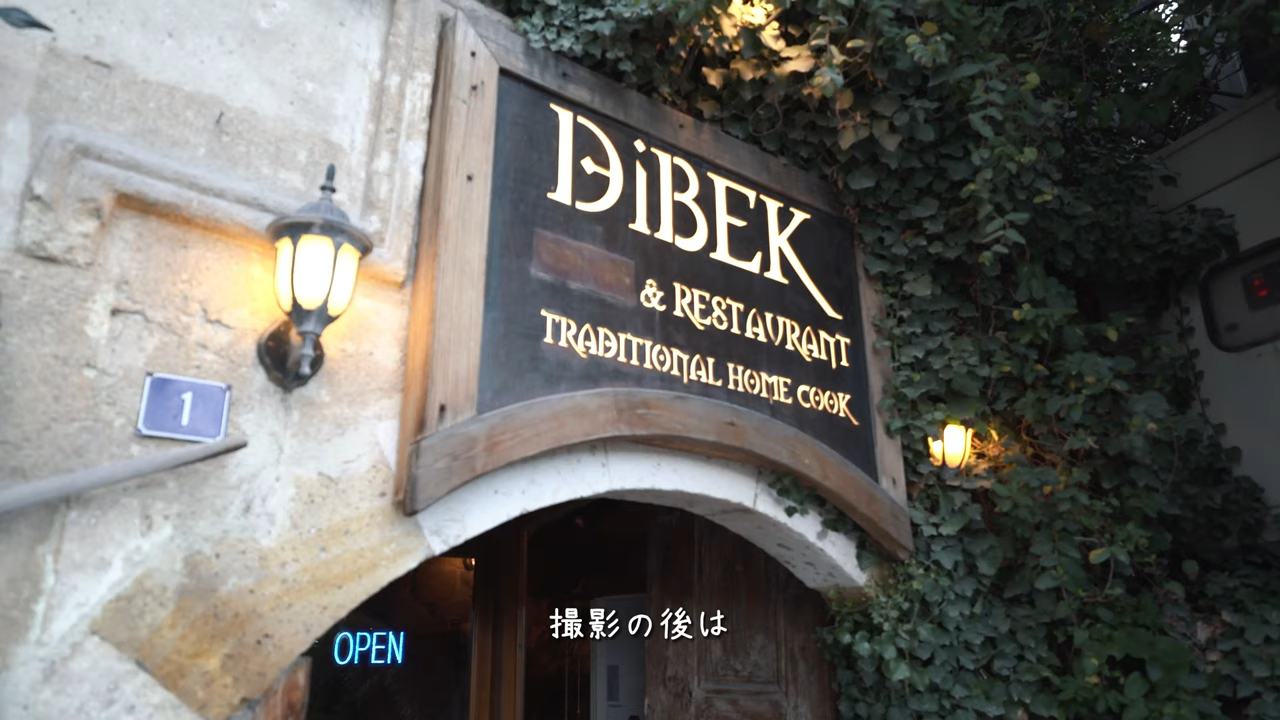 DiBEK
& RESTAURANT
TRADITIONAL HOME COOK
1
OPEN
撮影の後は